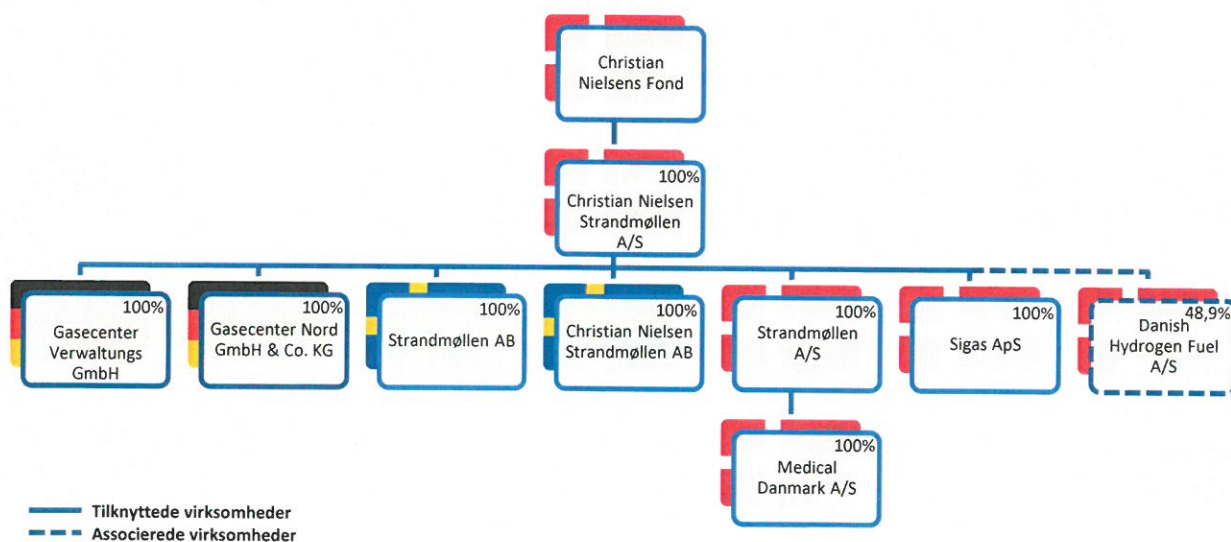 Christian
Nielsens Fond
100%
Christian Nielsen
Strandmøllen
A/S
100%
Gasecenter
Verwaltungs
GmbH
100%
Gasecenter Nord
GmbH & Co. KG
100%
Strandmøllen AB
100%
Christian Nielsen
Strandmøllen AB
100%
Strandmøllen
A/S
100%
Sigas ApS
48,9%
Danish
Hydrogen Fuel
A/S
100%
Medical
Danmark A/S
Tilknyttede virksomheder
Associerede virksomheder